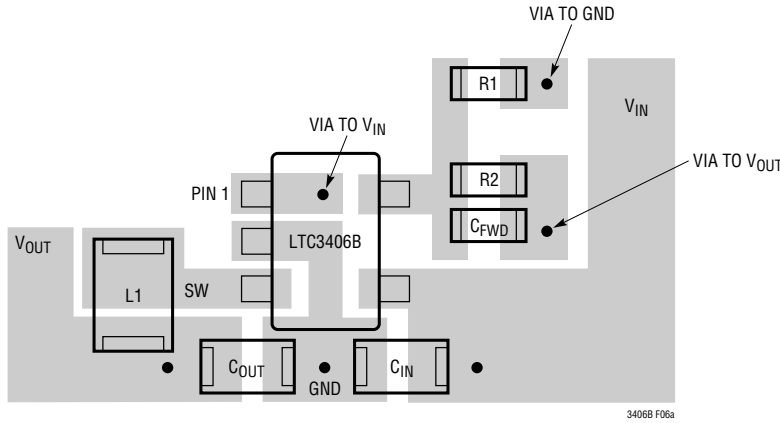 VIA TO GND
R1
VIN
VIA TO VIN
R2
VIA TO VOUT
PIN 1
CFWD
LTC3406B
VOUT
L1
SW
COUT
GND
CIN
3406B F06a